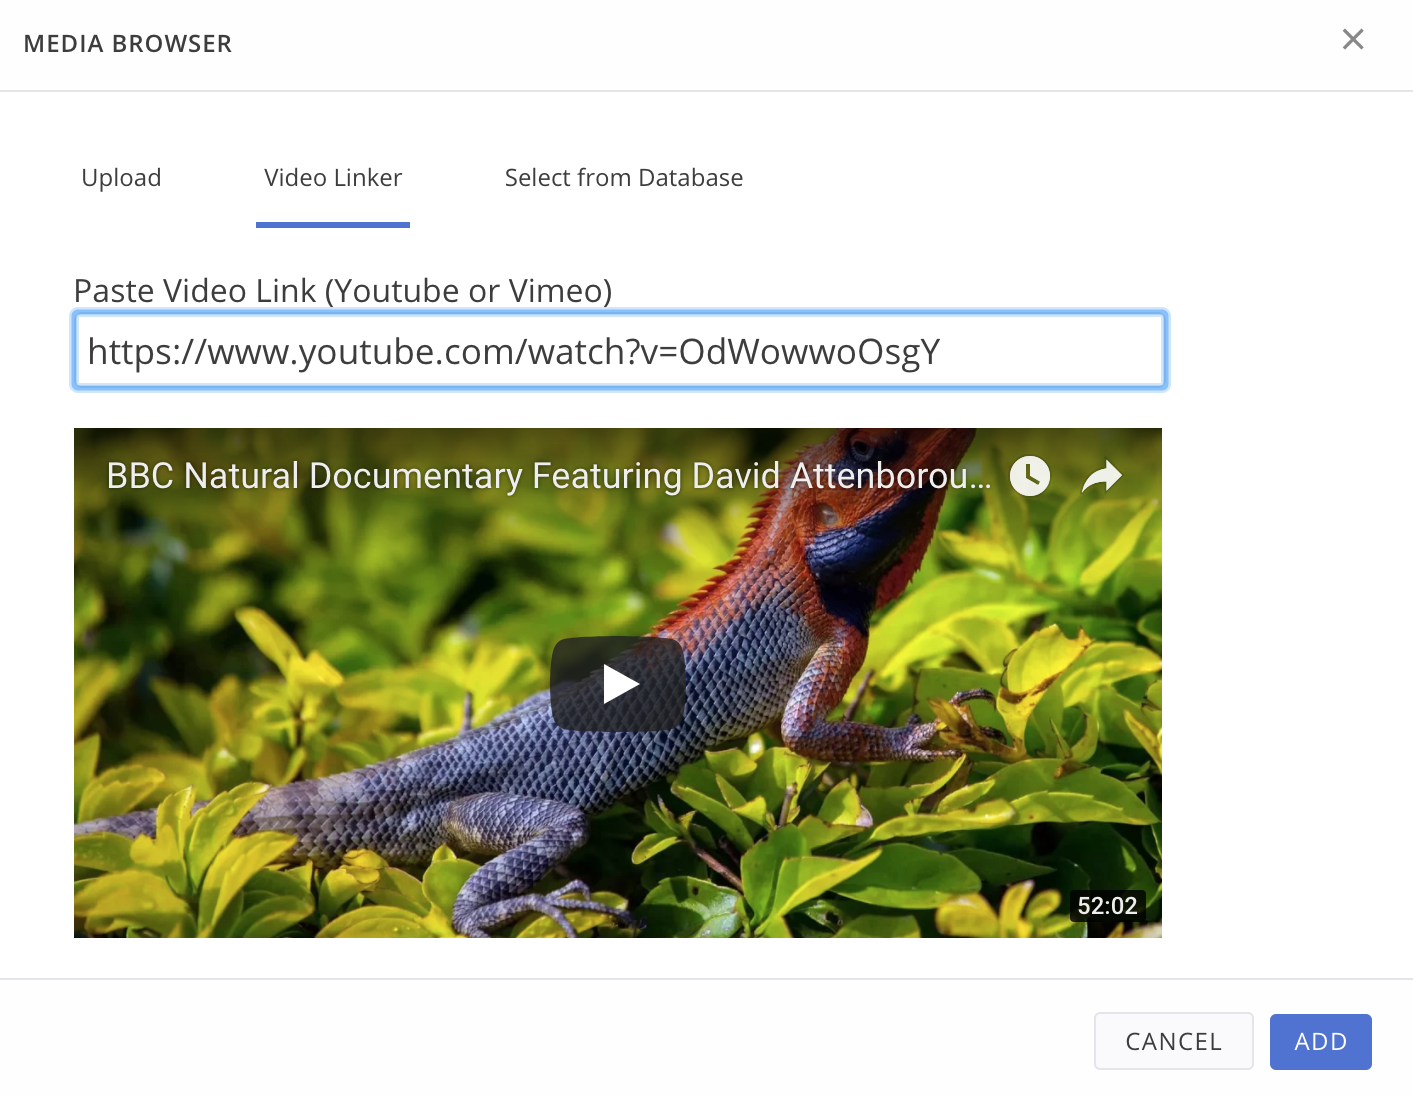 MEDIA BROWSER
Upload
Video Linker
Select from Database
Paste Video Link (Youtube or Vimeo)
https://www.youtube.com/watch?v=OdWowwoOsgY
BBC Natural Documentary Featuring David Attenborou...
52:02
CANCEL
ADD